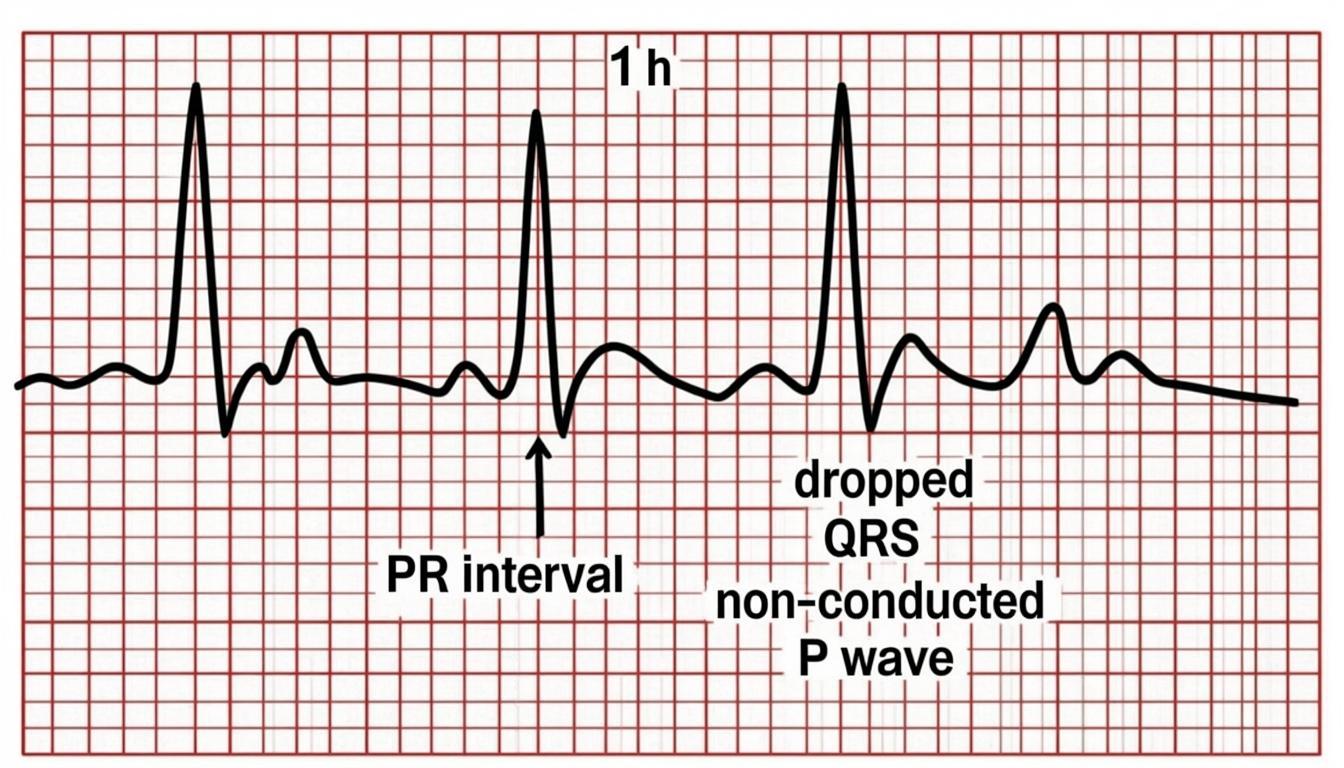 1 h
PR interval
dropped
QRS
non-conducted
P wave